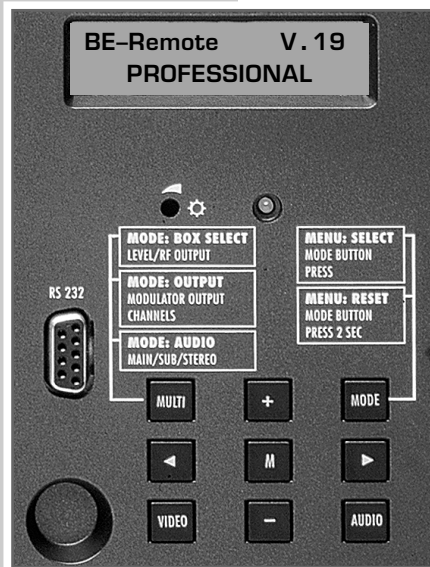 BE–Remote V.19
PROFESSIONAL
MODE: BOX SELECT
LEVEL/RF OUTPUT
MODE: OUTPUT
MODULATOR OUTPUT
CHANNELS
MODE: AUDIO
MAIN/SUB/STEREO
MENU: SELECT
MODE BUTTON
PRESS
MENU: RESET
MODE BUTTON
PRESS 2 SEC
RS 232
MULTI + MODE
M
VIDEO – AUDIO